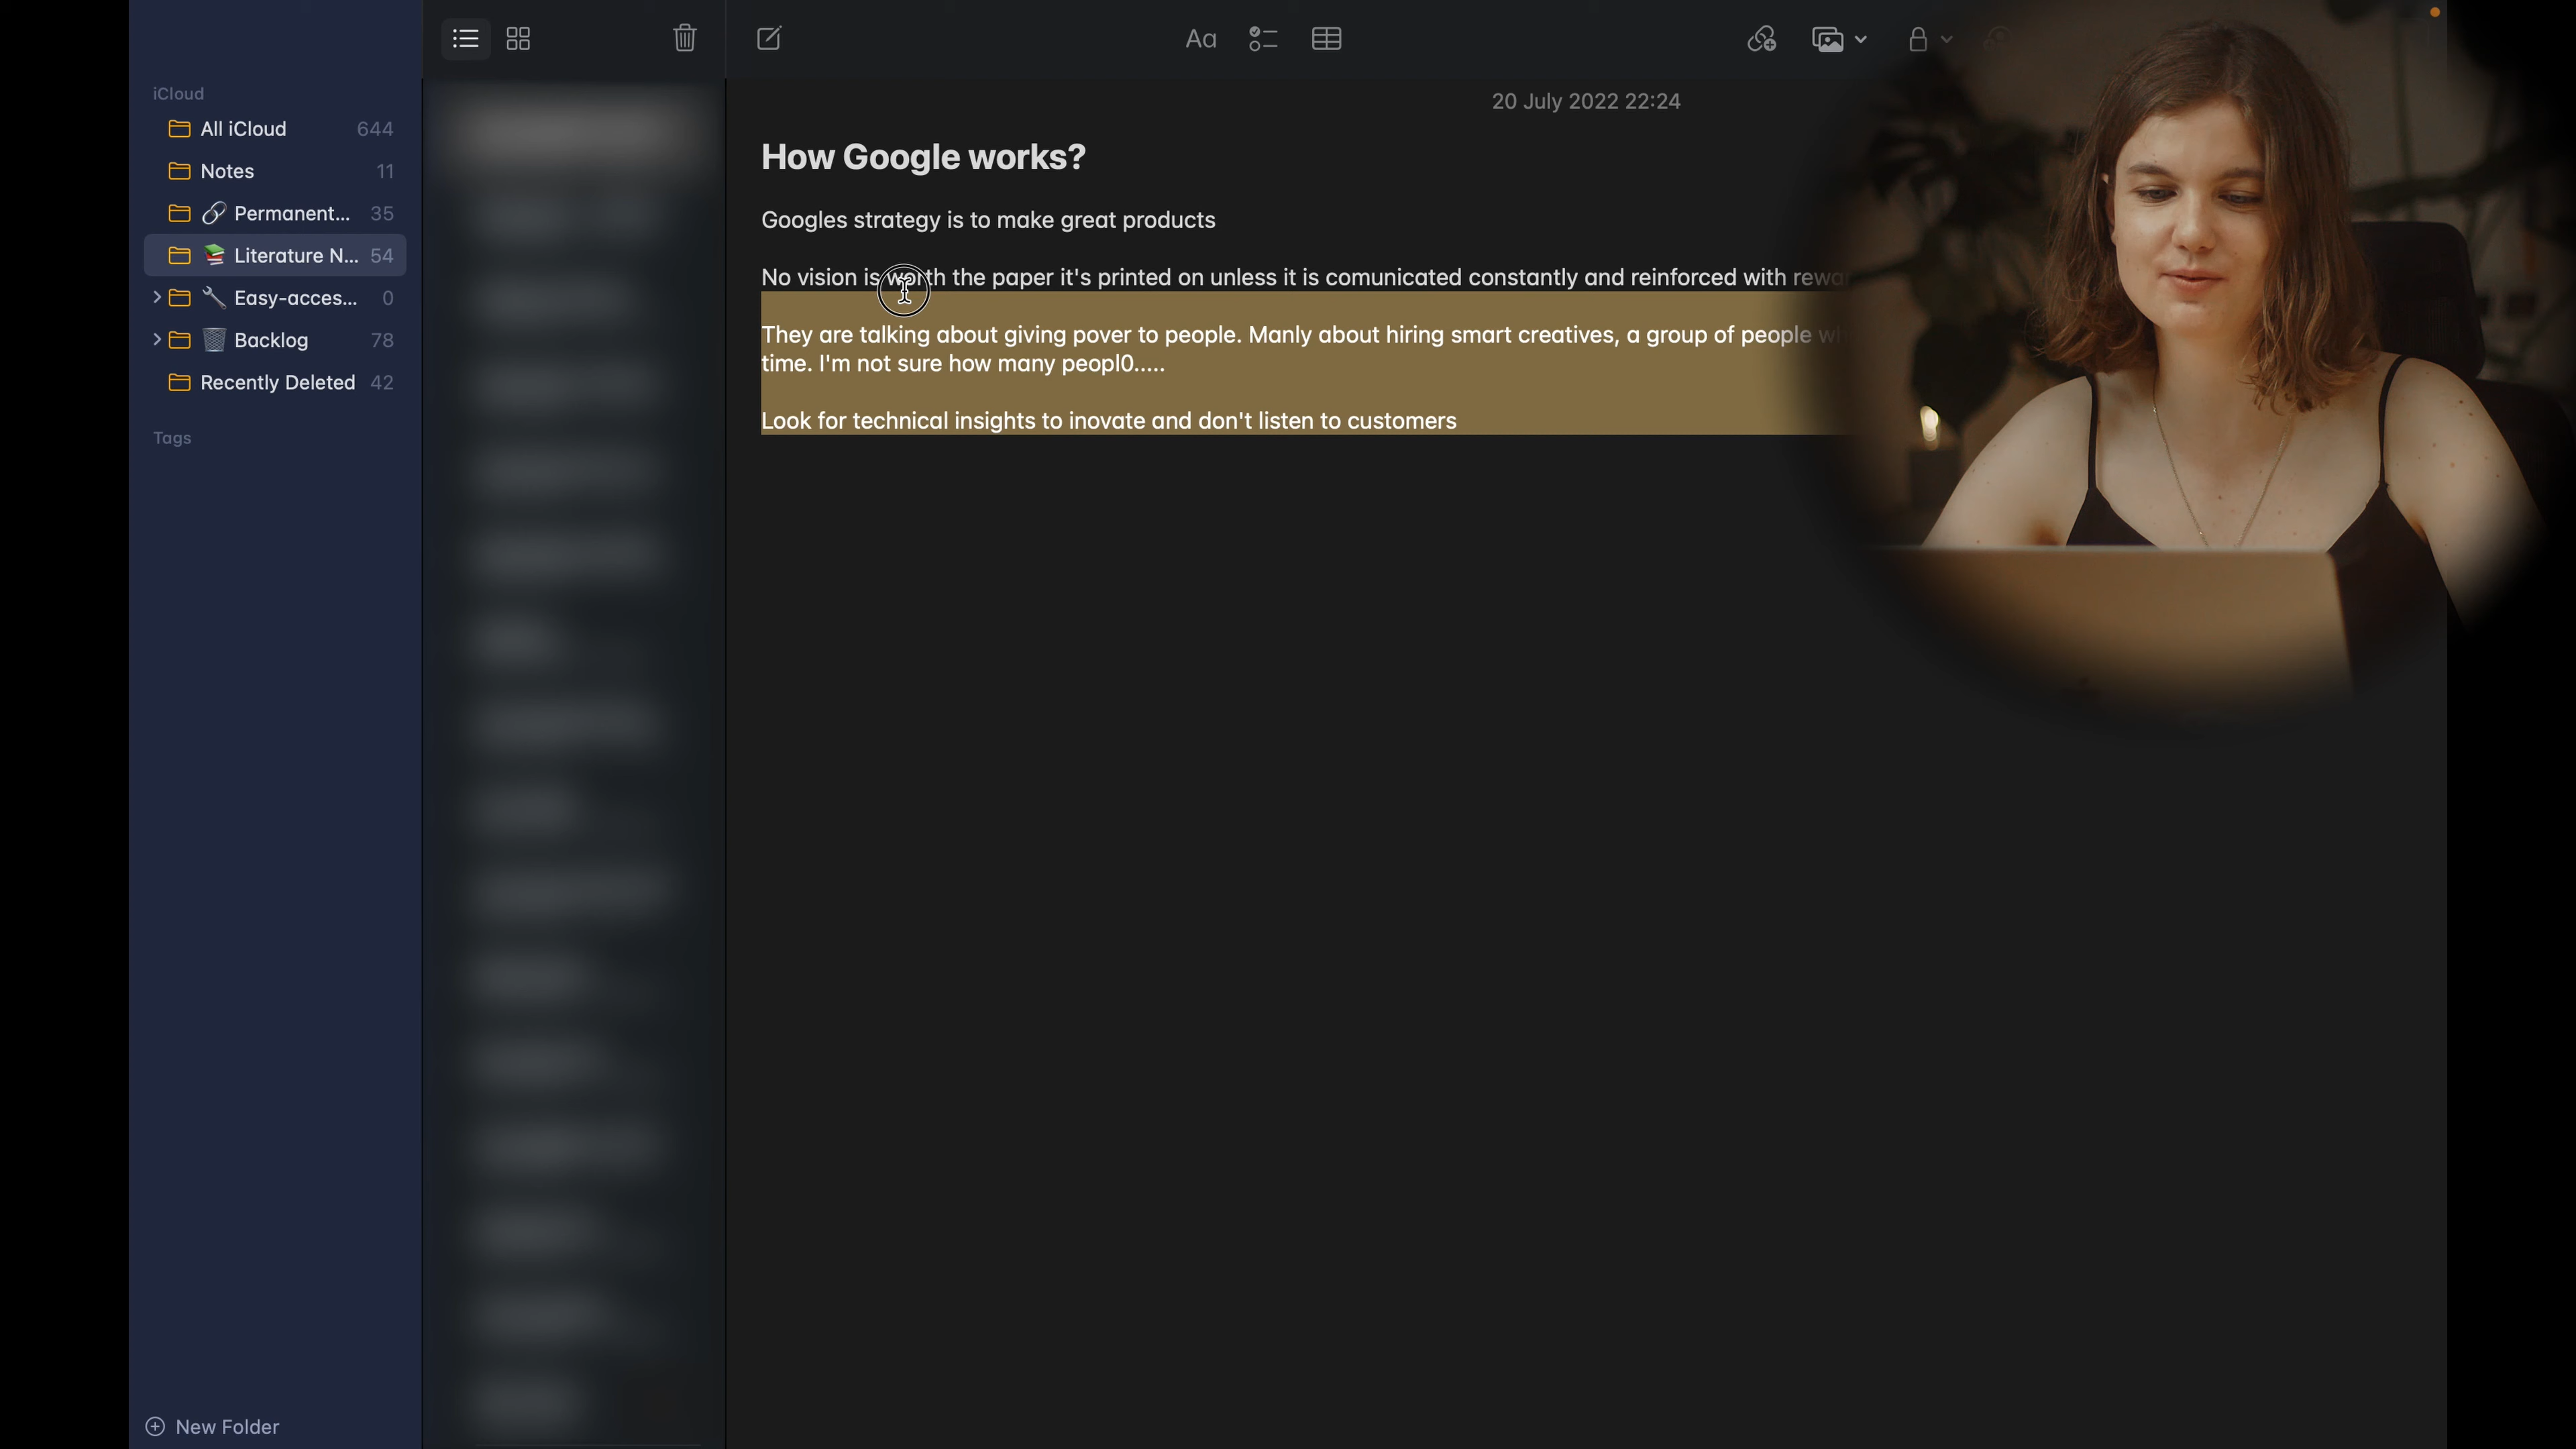 iCloud
All iCloud 644
Notes 11
Permanent... 35
Literature N... 54
Easy-acces... 0
Backlog 78
Recently Deleted 42
Tags
New Folder
Aa
20 July 2022 22:24
How Google works?
Googles strategy is to make great products
No vision is worth the paper it's printed on unless it is comunicated constantly and reinforced with
They are talking about giving pover to people. Manly about hiring smart creatives, a group of people
time. I'm not sure how many peopl0.....
Look for technical insights to inovate and don't listen to customers